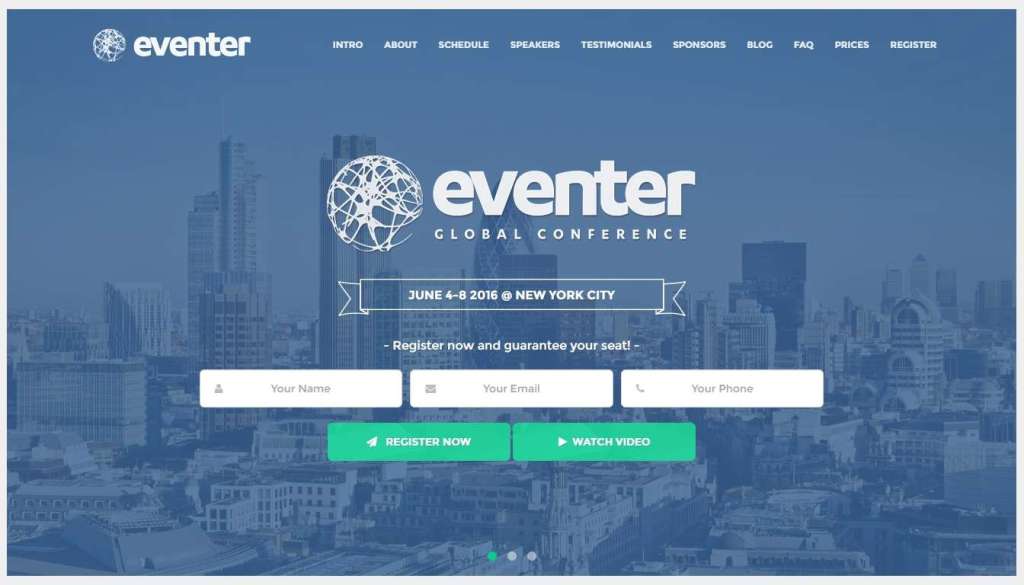 eventer
INTRO ABOUT SCHEDULE SPEAKERS TESTIMONIALS SPONSORS BLOG FAQ PRICES REGISTER
eventer
GLOBAL CONFERENCE
JUNE 4-8 2016 @ NEW YORK CITY
- Register now and guarantee your seat! -
Your Name Your Email Your Phone
REGISTER NOW WATCH VIDEO